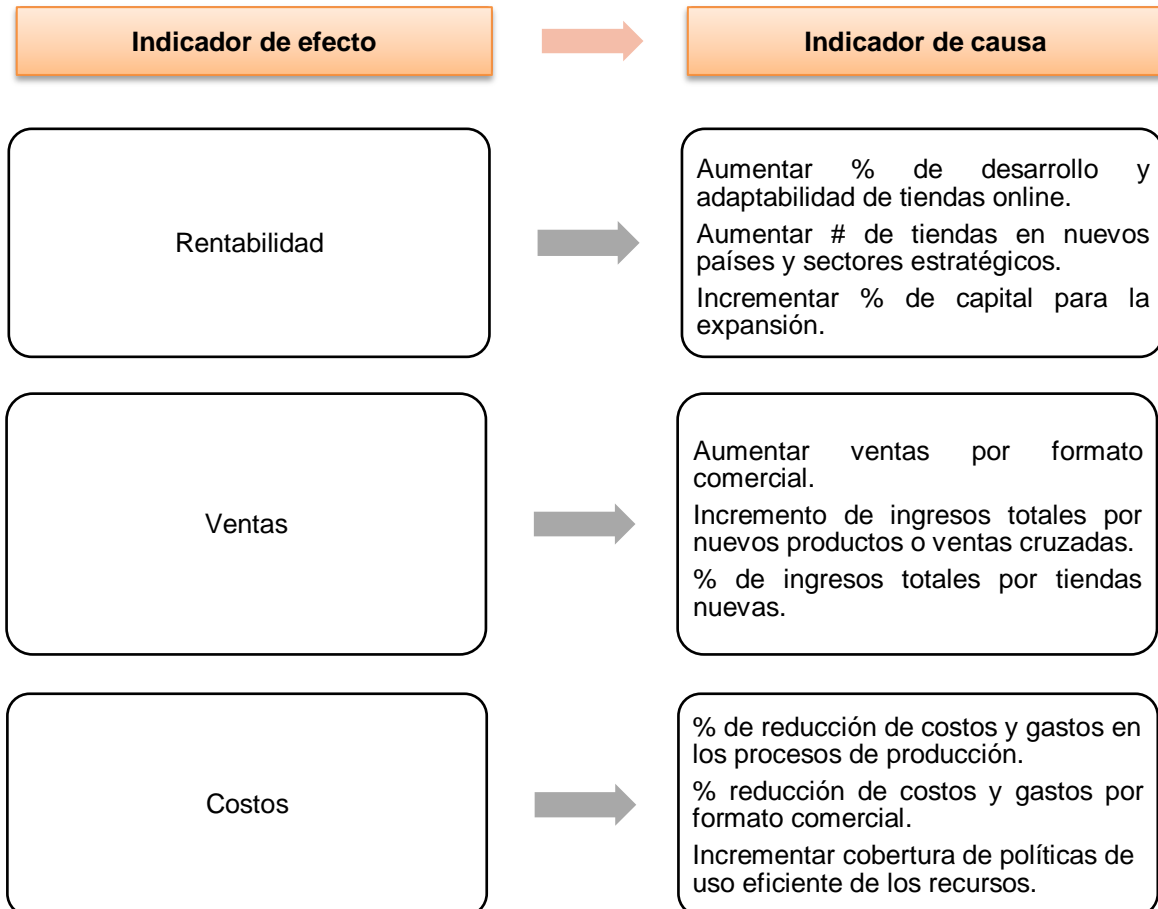 Indicador de efecto
Indicador de causa
Rentabilidad
Aumentar % de desarrollo y
adaptabilidad de tiendas online.
Aumentar # de tiendas en nuevos
países y sectores estratégicos.
Incrementar % de capital para la
expansión.
Ventas
Aumentar ventas por formato
comercial.
Incremento de ingresos totales por
nuevos productos o ventas cruzadas.
% de ingresos totales por tiendas
nuevas.
Costos
% de reducción de costos y gastos en
los procesos de producción.
% reducción de costos y gastos por
formato comercial.
Incrementar cobertura de políticas de
uso eficiente de los recursos.